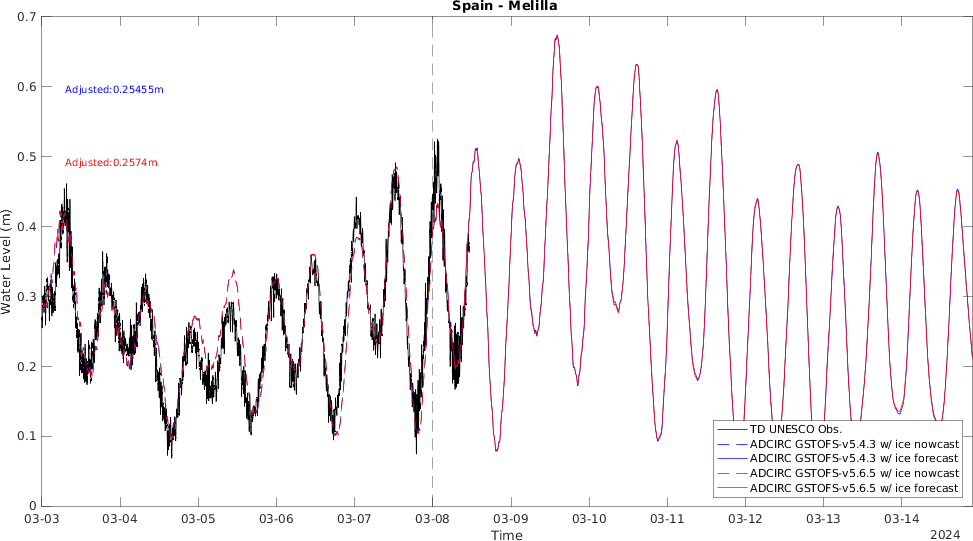 Spain - Melilla
0.7
0.6
0.5
0.4
0.3
0.2
0.1
0
Water Level (m)
Adjusted:0.25455m
Adjusted:0.2574m
TD UNESCO Obs.
ADCIRC GSTOFS-v5.4.3 w/ ice nowcast
ADCIRC GSTOFS-v5.4.3 w/ ice forecast
ADCIRC GSTOFS-v5.6.5 w/ ice nowcast
ADCIRC GSTOFS-v5.6.5 w/ ice forecast
03-03 03-04 03-05 03-06 03-07 03-08 03-09 03-10 03-11 03-12 03-13 03-14
Time
2024